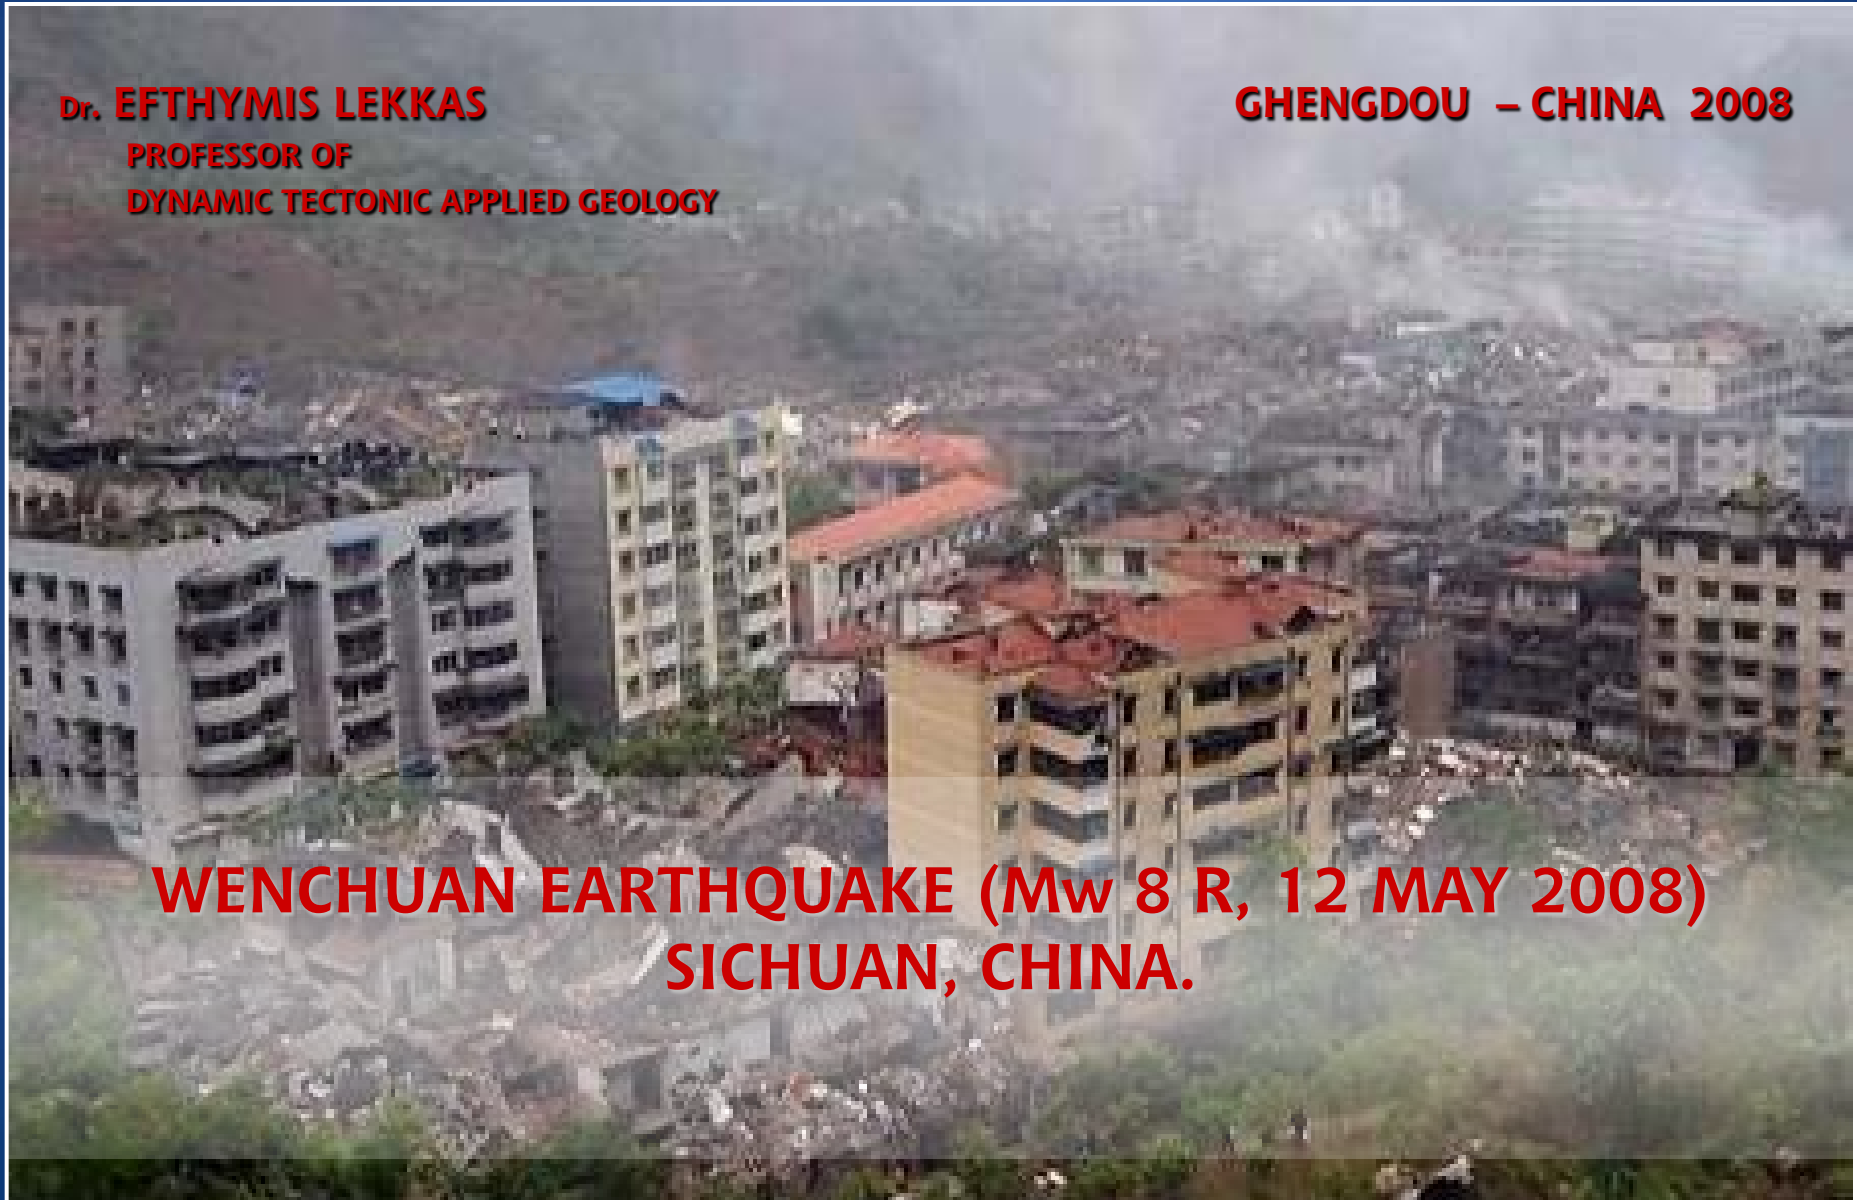 Dr. EFTHYMIS LEKKAS
PROFESSOR OF
DYNAMIC TECTONIC APPLIED GEOLOGY
GHENGDOU – CHINA 2008
WENCHUAN EARTHQUAKE (Mw 8 R, 12 MAY 2008)
SICHUAN, CHINA.